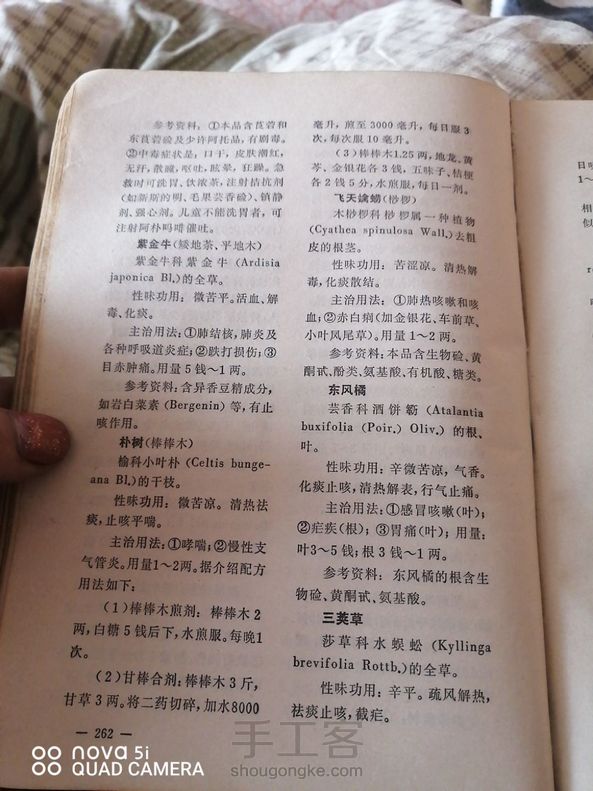 参考资料：①本品含莨菪和
东莨菪硷及少许阿托品，有剧毒。
②中毒症状是：口干，皮肤潮红，
无汗，散瞳，呕吐，眩晕，狂躁。急
救时可洗胃、饮浓茶，注射拮抗剂
(如新斯的明、毛果芸香硷)、镇静
剂、强心剂。儿童不能洗胃者，可
注射阿朴吗啡催吐。
紫金牛(矮地茶、平地木)
紫金牛科紫金牛(Ardisia
japonica Bl.)的全草。
性味功用：微苦平。活血、解
毒、化痰。
主治用法：①肺结核，肺炎及
各种呼吸道炎症；②跌打损伤；③
目赤肿痛。用量5钱～1两。
参考资料：含异香豆精成分，
如岩白菜素(Bergenin)等，有止
咳作用。
朴树(棒棒木)
榆科小叶朴(Celtis bunge-
ana Bl.)的干枝。
性味功用：微苦凉。清热祛
痰，止咳平喘。
主治用法：①哮喘；②慢性支
气管炎。用量1～2两。据介绍配方
用法如下：
(1)棒棒木煎剂：棒棒木2
两，白糖5钱后下，水煎服。每晚1
次。
(2)甘棒合剂：棒棒木3斤，
甘草3两。将二药切碎，加水8000
— 262 —
毫升，煎至3000毫升，每日服3
次，每次服10毫升。
(3)棒棒木1.25两，地龙、黄
芩、金银花各3钱，五味子、桔梗
各2钱5分，水煎服，每日一剂。
飞天蠄蟧(桫椤)
木桫椤科桫椤属一种植物
(Cyathea spinulosa Wall.)去粗
皮的根茎。
性味功用：苦涩凉。清热解
毒，化痰散结。
主治用法：①肺热咳嗽和咳
血；②赤白痢(加金银花、车前草、
小叶凤尾草)。用量1～2两。
参考资料：本品含生物硷、黄
酮甙、酚类、氨基酸、有机酸、糖类。
东风橘
芸香科酒饼簕(Atalantia
buxifolia (Poir.) Oliv.)的根、
叶。
性味功用：辛微苦凉，气香。
化痰止咳，清热解表，行气止痛。
主治用法：①感冒咳嗽(叶)；
②疟疾(根)；③胃痛(叶)；用量：
叶3～5钱；根3钱～1两。
参考资料：东风橘的根含生
物硷、黄酮甙、氨基酸。
三荚草
莎草科水蜈蚣(Kyllinga
brevifolia Rottb.)的全草。
性味功用：辛平。疏风解热，
祛痰止咳，截疟。
1～
相
似
nova 5i
QUAD CAMERA
手工客
shougongke.com